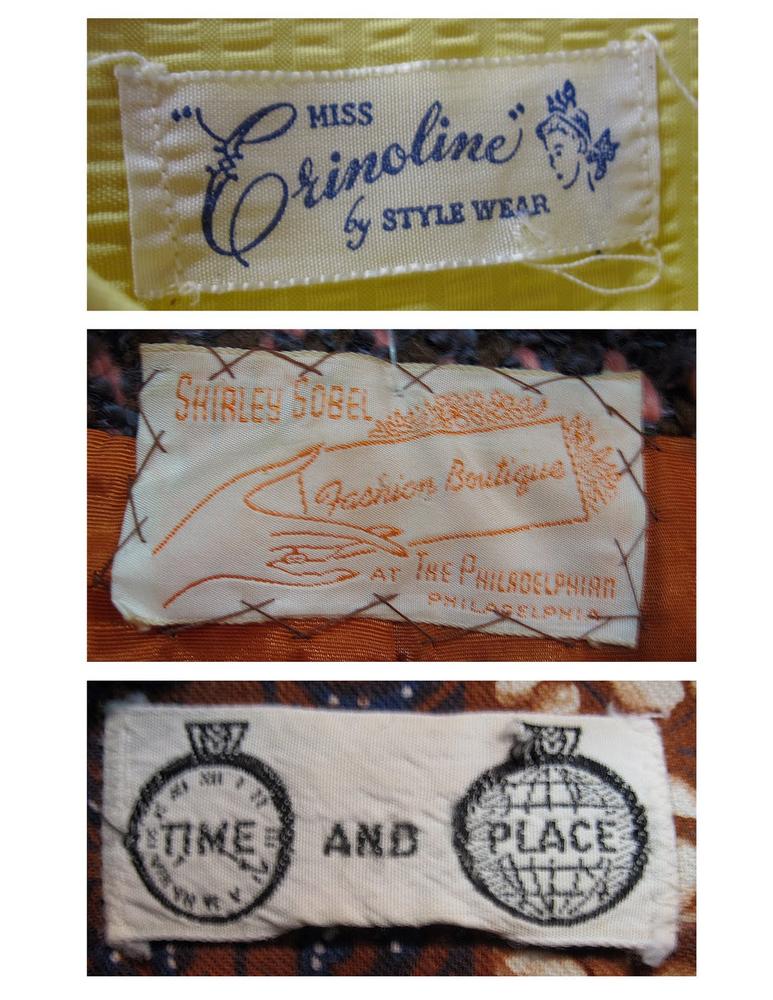 MISS
"Crinoline"
by STYLE WEAR
SHIRLEY SOBEL
Fashion Boutique
AT THE PHILADELPHIAN
PHILADELPHIA
TIME AND PLACE